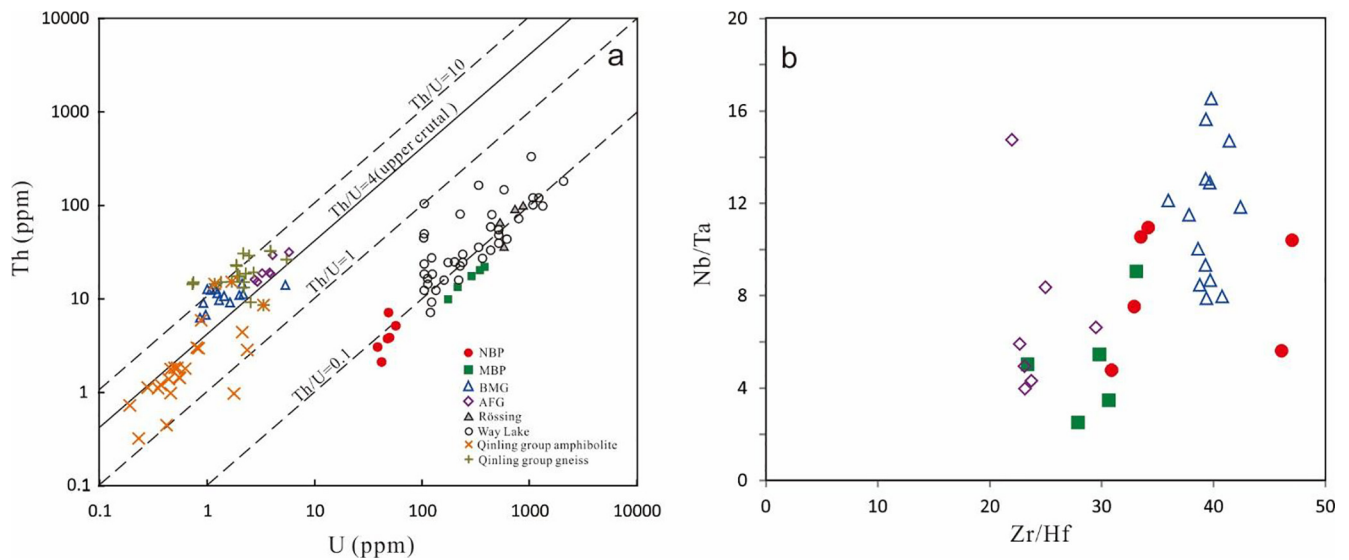 a
Th (ppm)
10000
1000
100
10
1
0.1
Th/U=10
Th/U=4(upper crutal )
Th/U=1
Th/U=0.1
NBP
MBP
BMG
AFG
Rössing
Way Lake
Qinling group amphibolite
Qinling group gneiss
0.1 1 10 100 1000 10000
U (ppm)
b
Nb/Ta
20
16
12
8
4
0
0 10 20 30 40 50
Zr/Hf